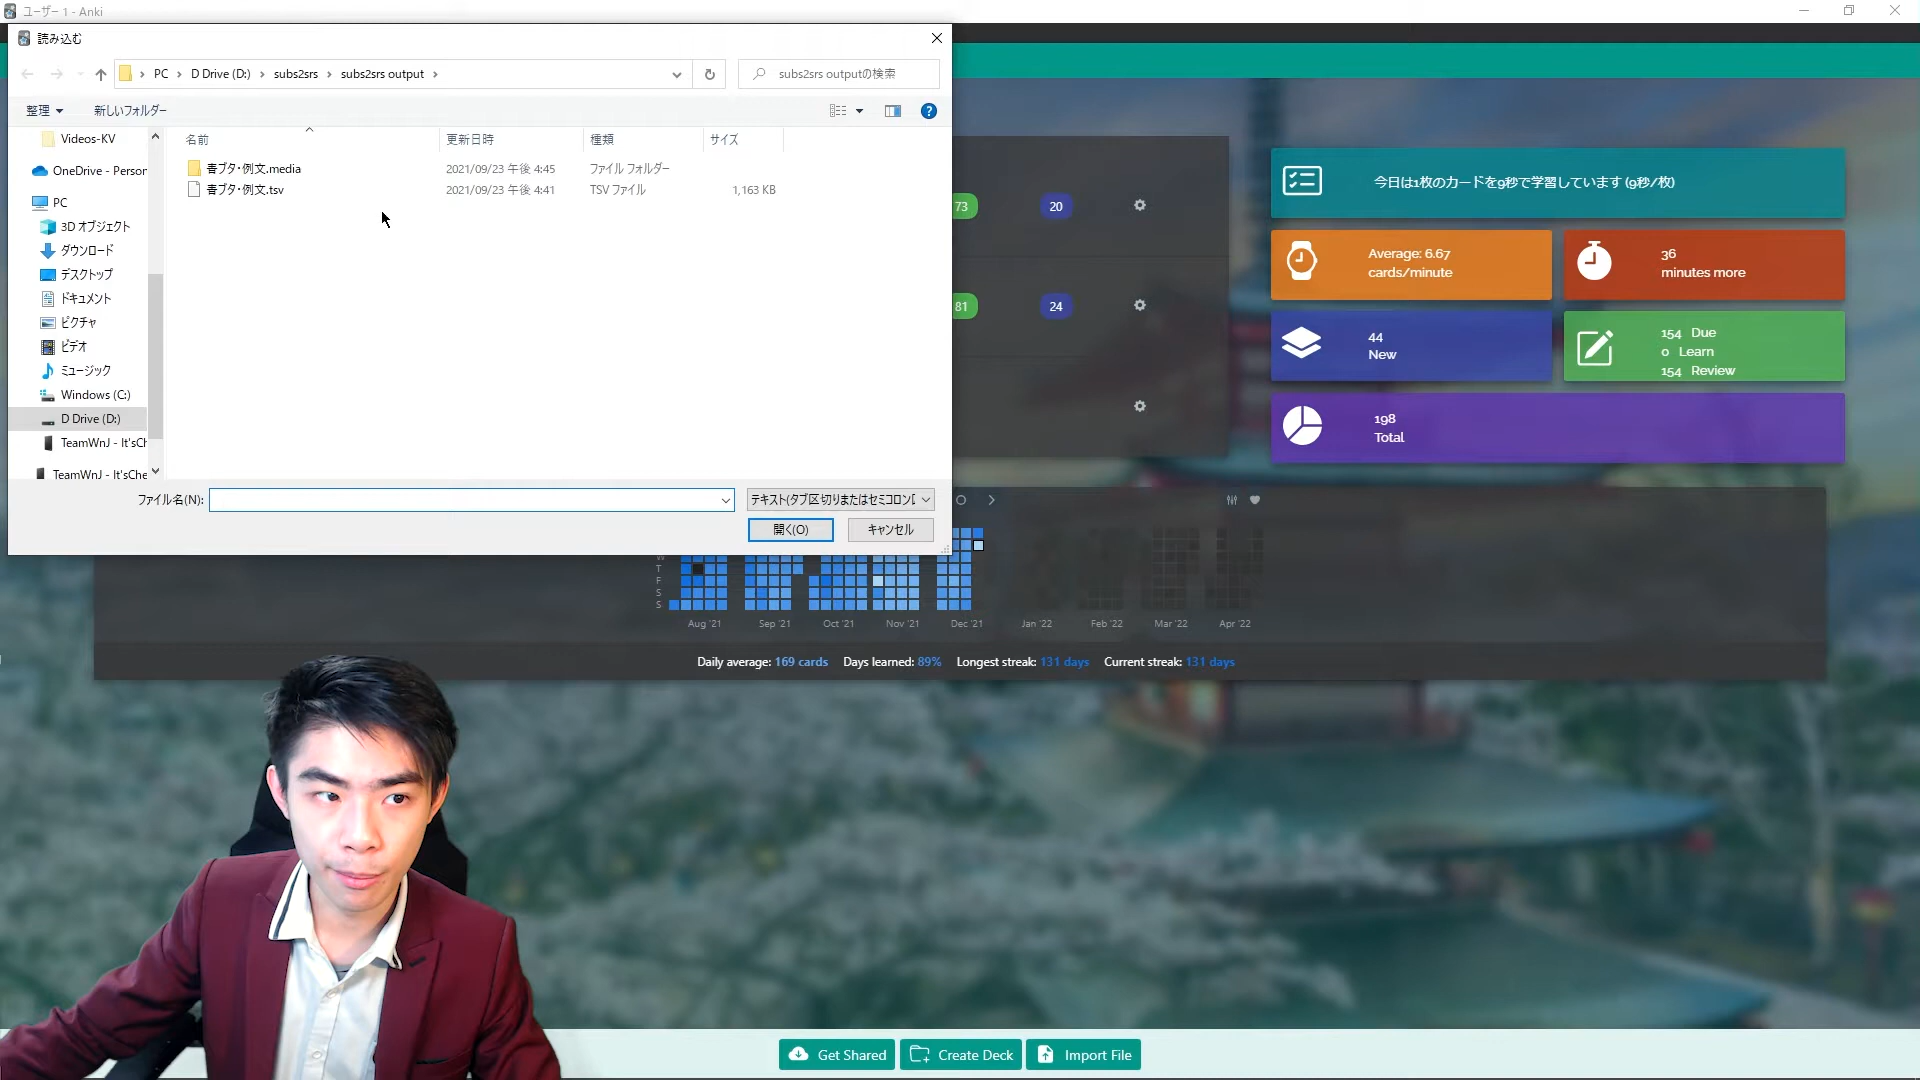 ユーザー 1 - Anki
読み込む
PC › D Drive (D:) › subs2srs › subs2srs output ›
subs2srs outputの検索
整理
新しいフォルダー
名前 更新日時 種類 サイズ
青ブタ・例文.media 2021/09/23 午後 4:45 ファイル フォルダー
青ブタ・例文.tsv 2021/09/23 午後 4:41 TSV ファイル 1,163 KB
Videos-KV
OneDrive - Person
PC
3D オブジェクト
ダウンロード
デスクトップ
ドキュメント
ピクチャ
ビデオ
ミュージック
Windows (C:)
D Drive (D:)
TeamWnJ - It'sCh
TeamWnJ - It'sChe
ファイル名(N):
テキスト(タブ区切りまたはセミコロン
開く(O)
キャンセル
73 20
81 24
今日は1枚のカードを9秒で学習しています (9秒/枚)
Average: 6.67
cards/minute
36
minutes more
44
New
154 Due
0 Learn
154 Review
198
Total
T
F
S
S
Aug '21 Sep '21 Oct '21 Nov '21 Dec '21 Jan '22 Feb '22 Mar '22 Apr '22
Daily average: 169 cards Days learned: 89% Longest streak: 131 days Current streak: 131 days
Get Shared
Create Deck
Import File